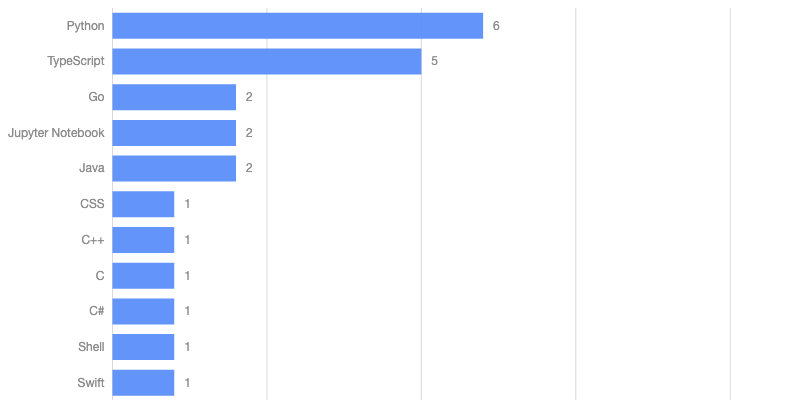 Python 6
TypeScript 5
Go 2
Jupyter Notebook 2
Java 2
CSS 1
C++ 1
C 1
C# 1
Shell 1
Swift 1